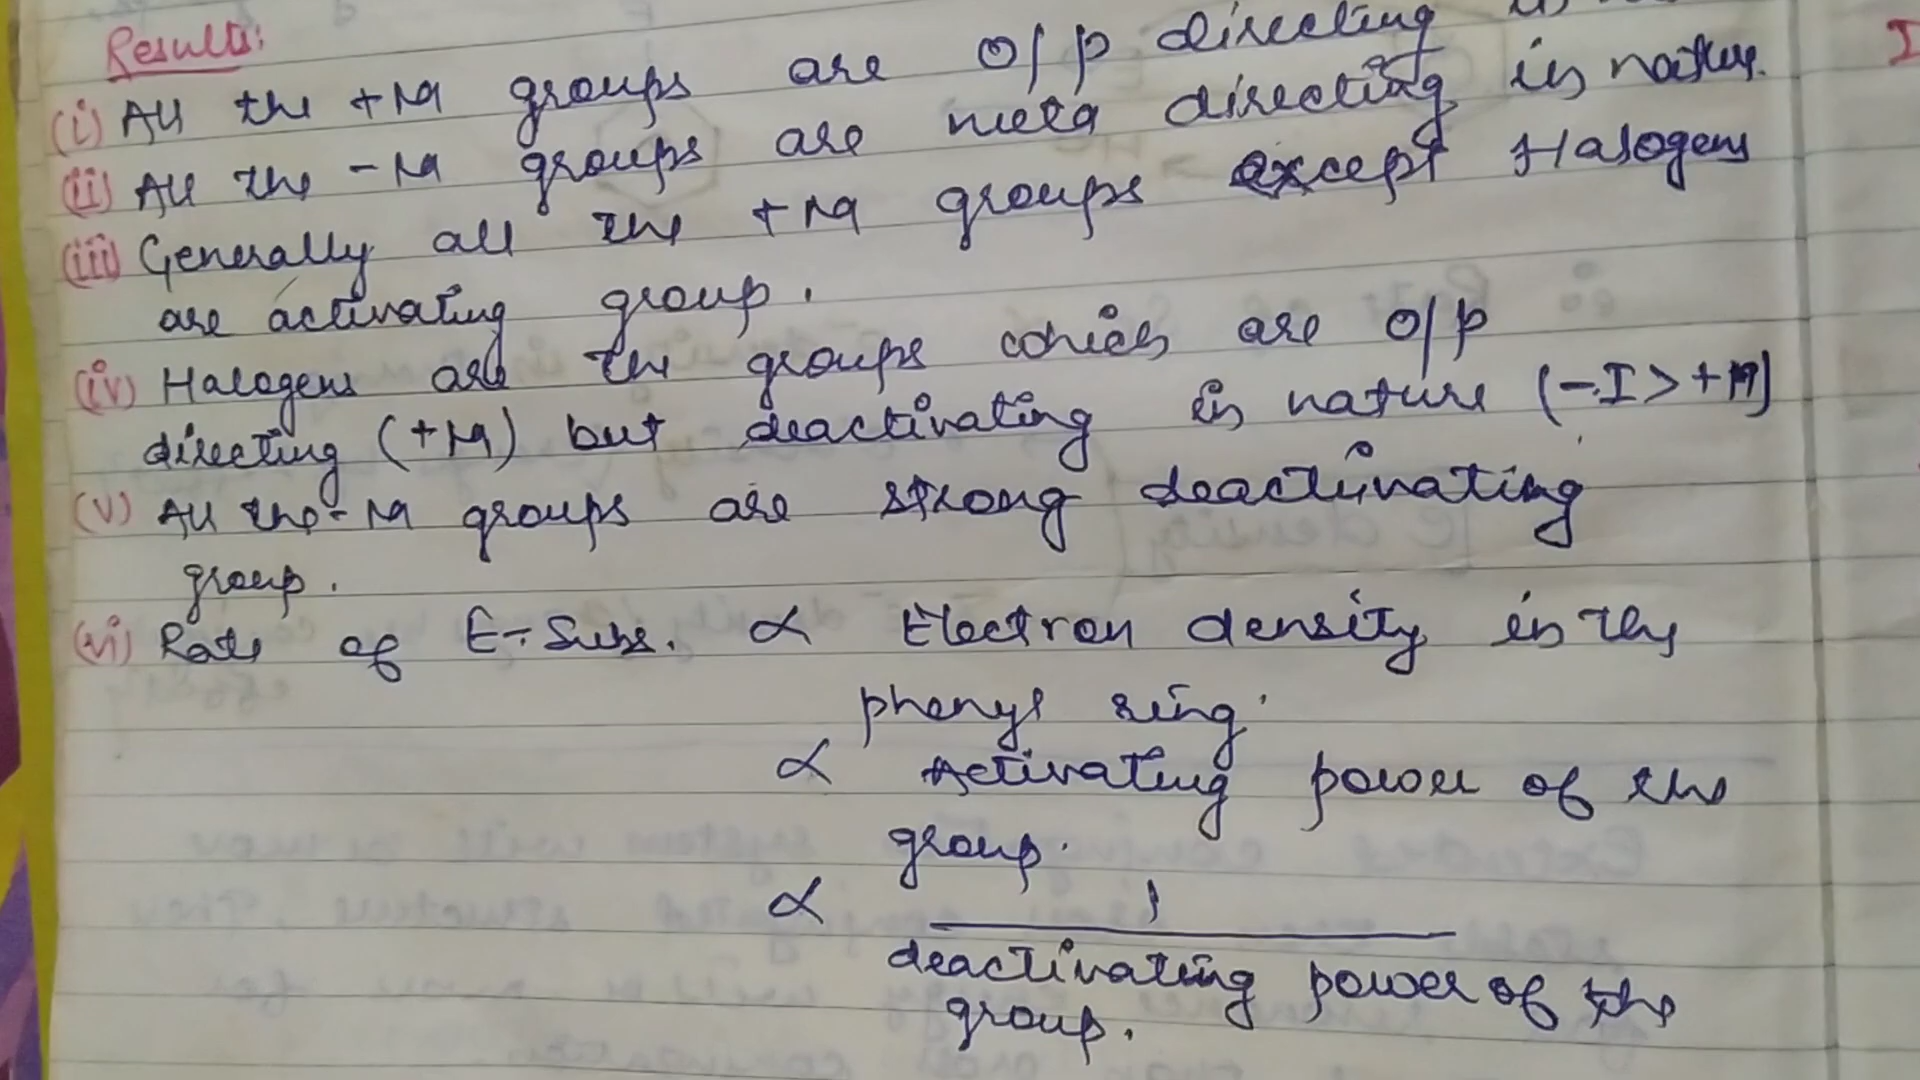 Results:
(i) All the +M groups are o/p directing
(ii) All the -M groups are meta directing in nature.
(iii) Generally all the +M groups except Halogens
are activating group.
(iv) Halogens are the groups which are o/p
directing (+M) but deactivating in nature (-I > +M)
(v) All the -M groups are strong deactivating
group.
(vi) Rate of E-Subs. ∝ Electron density in the
phenyl ring.
∝ Activating power of the
group.
∝ 1
deactivating power of the
group.